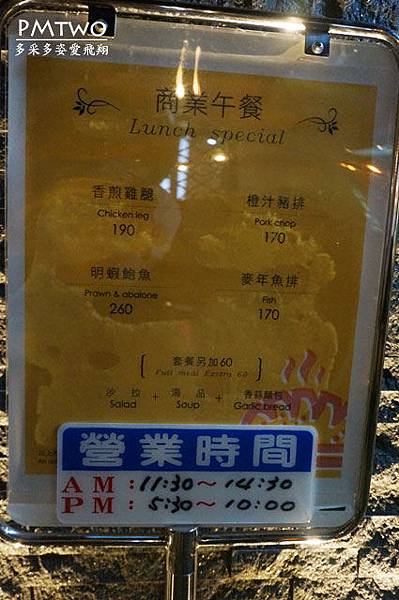 PMTWO
多采多姿愛飛翔
商業午餐
Lunch special
香煎雞腿 橙汁豬排
Chicken leg Pork chop
190 170
明蝦鮑魚 麥年魚排
Prawn & abalone Fish
260 170
套餐另加60
Full meal Extra 60
沙拉 + 湯品 + 香蒜麵包
Salad Soup Garlic bread
營業時間
AM:11:30～14:30
PM:5:30～10:00